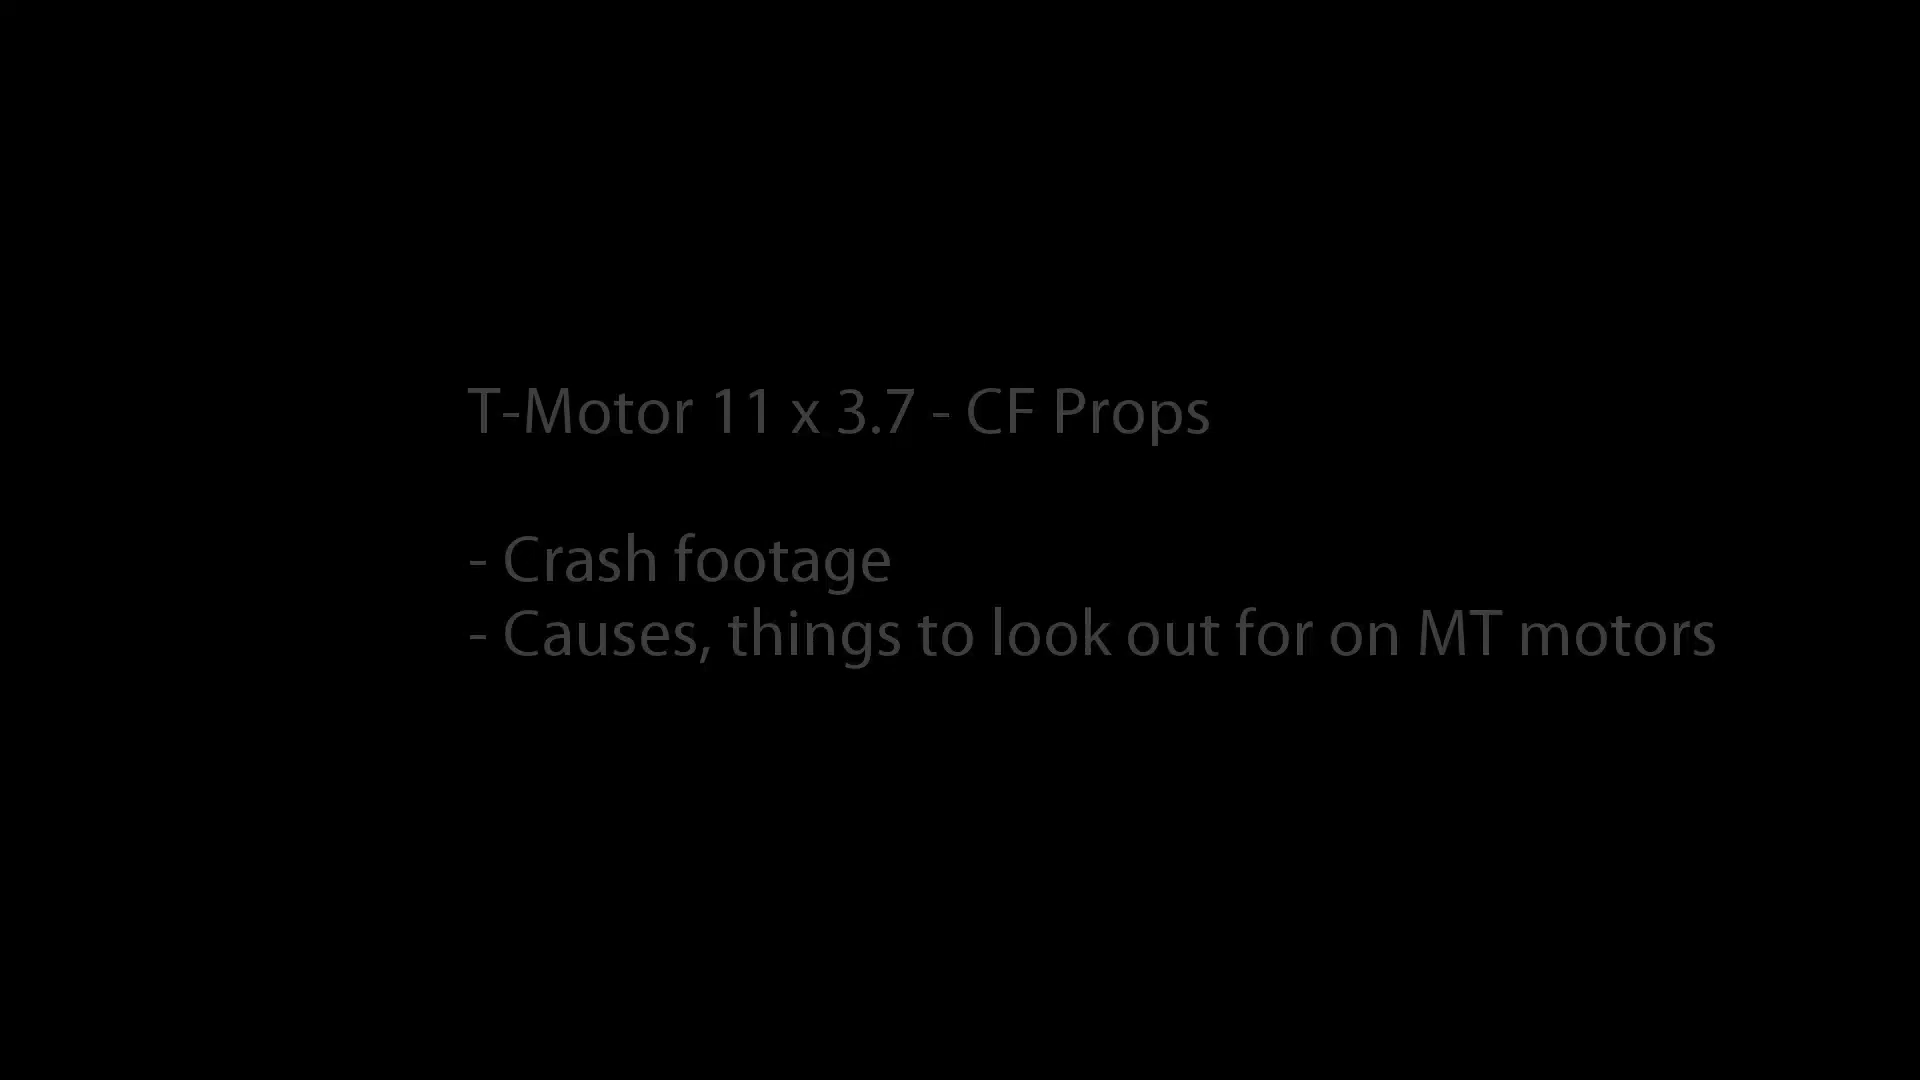 T-Motor 11 x 3.7 - CF Props
- Crash footage
- Causes, things to look out for on MT motors